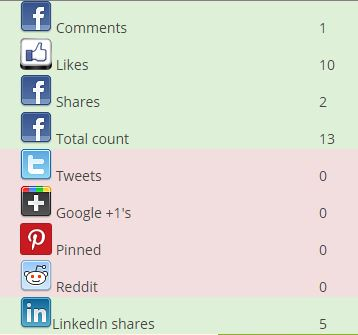 Comments 1
Likes 10
Shares 2
Total count 13
Tweets 0
Google +1's 0
Pinned 0
Reddit 0
in LinkedIn shares 5